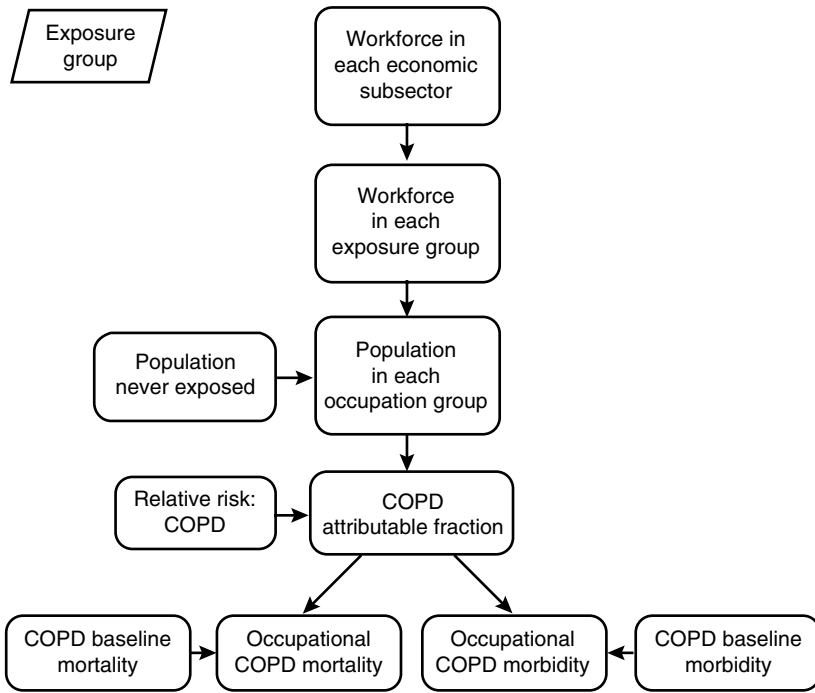 Exposure
group
Workforce in
each economic
subsector
Workforce
in each
exposure group
Population
never exposed
Population
in each
occupation group
Relative risk:
COPD
COPD
attributable fraction
COPD baseline
mortality
Occupational
COPD mortality
Occupational
COPD morbidity
COPD baseline
morbidity